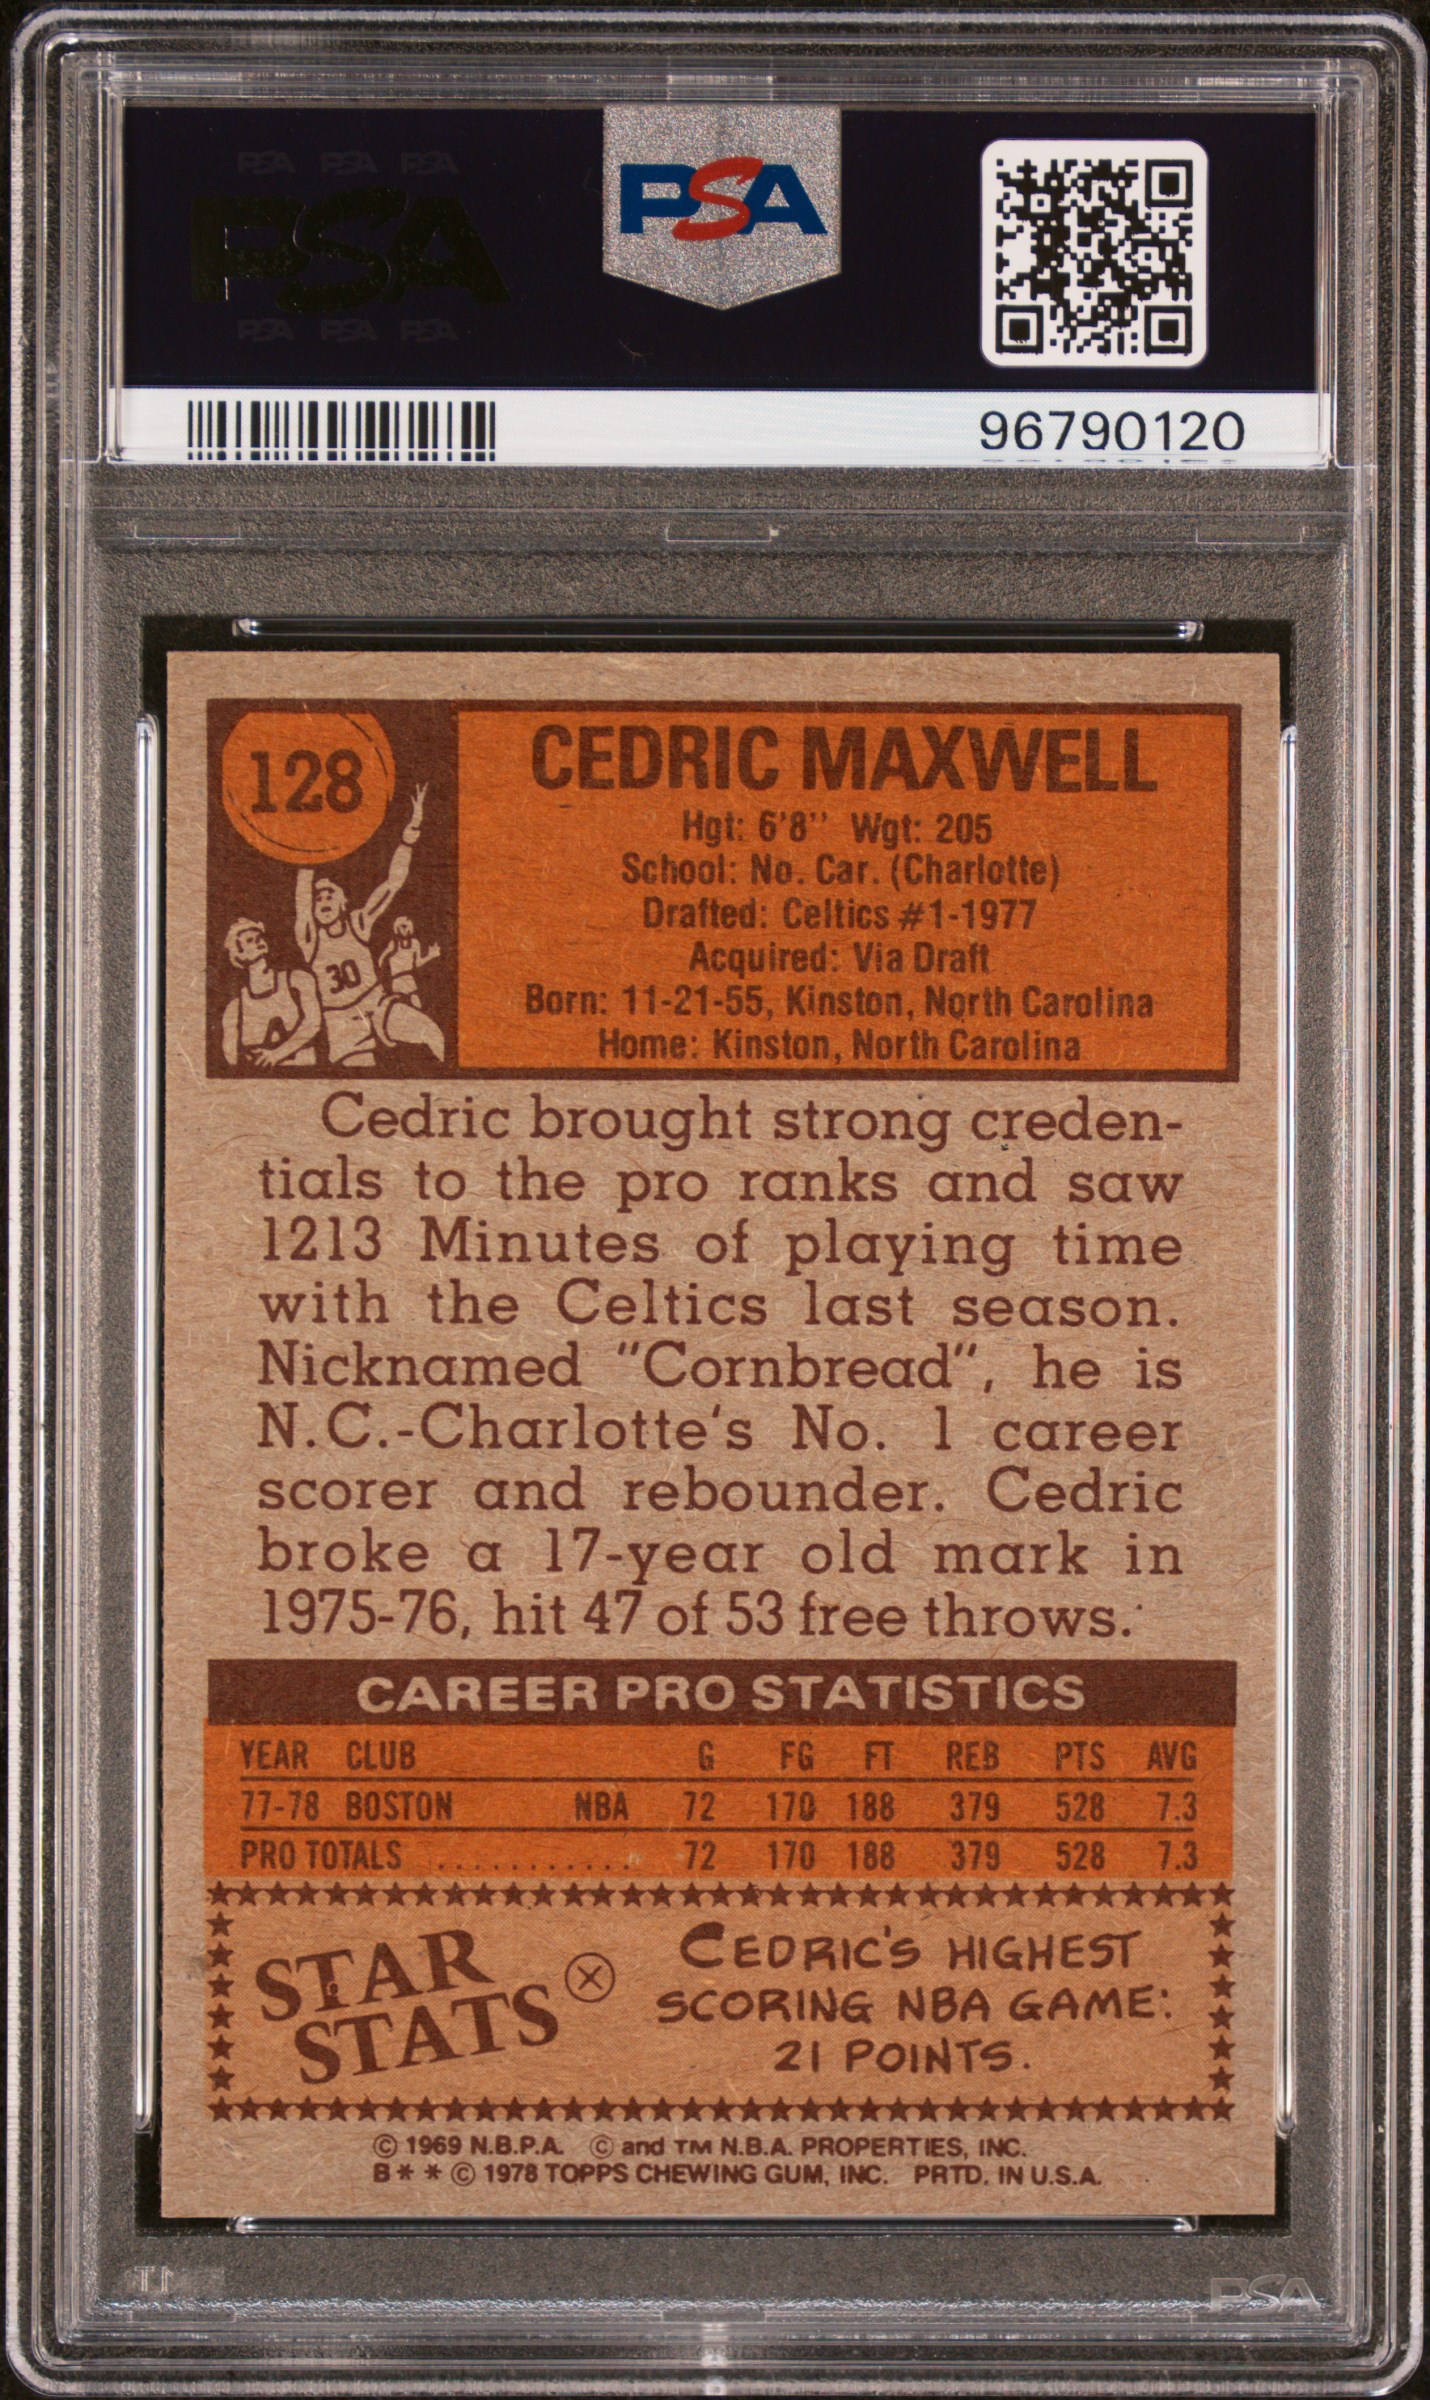 PSA PSA PSA
PSA
PSA PSA PSA
PSA
96790120
128
CEDRIC MAXWELL
Hgt: 6'8" Wgt: 205
School: No. Car. (Charlotte)
Drafted: Celtics #1-1977
Acquired: Via Draft
Born: 11-21-55, Kinston, North Carolina
Home: Kinston, North Carolina
30
Cedric brought strong creden-
tials to the pro ranks and saw
1213 Minutes of playing time
with the Celtics last season.
Nicknamed "Cornbread", he is
N.C.-Charlotte's No. 1 career
scorer and rebounder. Cedric
broke a 17-year old mark in
1975-76, hit 47 of 53 free throws.
CAREER PRO STATISTICS
YEAR CLUB G FG FT REB PTS AVG
77-78 BOSTON NBA 72 170 188 379 528 7.3
PRO TOTALS ........... 72 170 188 379 528 7.3
STAR
STATS
CEDRIC'S HIGHEST
SCORING NBA GAME:
21 POINTS.
© 1969 N.B.P.A. © and TM N.B.A. PROPERTIES, INC.
B* * © 1978 TOPPS CHEWING GUM, INC. PRTD. IN U.S.A.
PSA